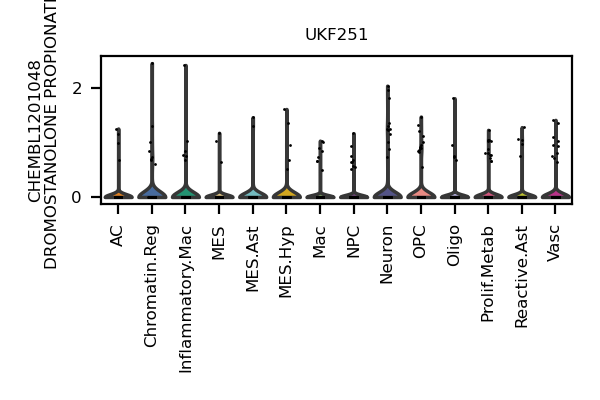 UKF251
CHEMBL1201048
DROMOSTANOLONE PROPIONAT
2
0
AC
Chromatin.Reg
Inflammatory.Mac
MES
MES.Ast
MES.Hyp
Mac
NPC
Neuron
OPC
Oligo
Prolif.Metab
Reactive.Ast
Vasc